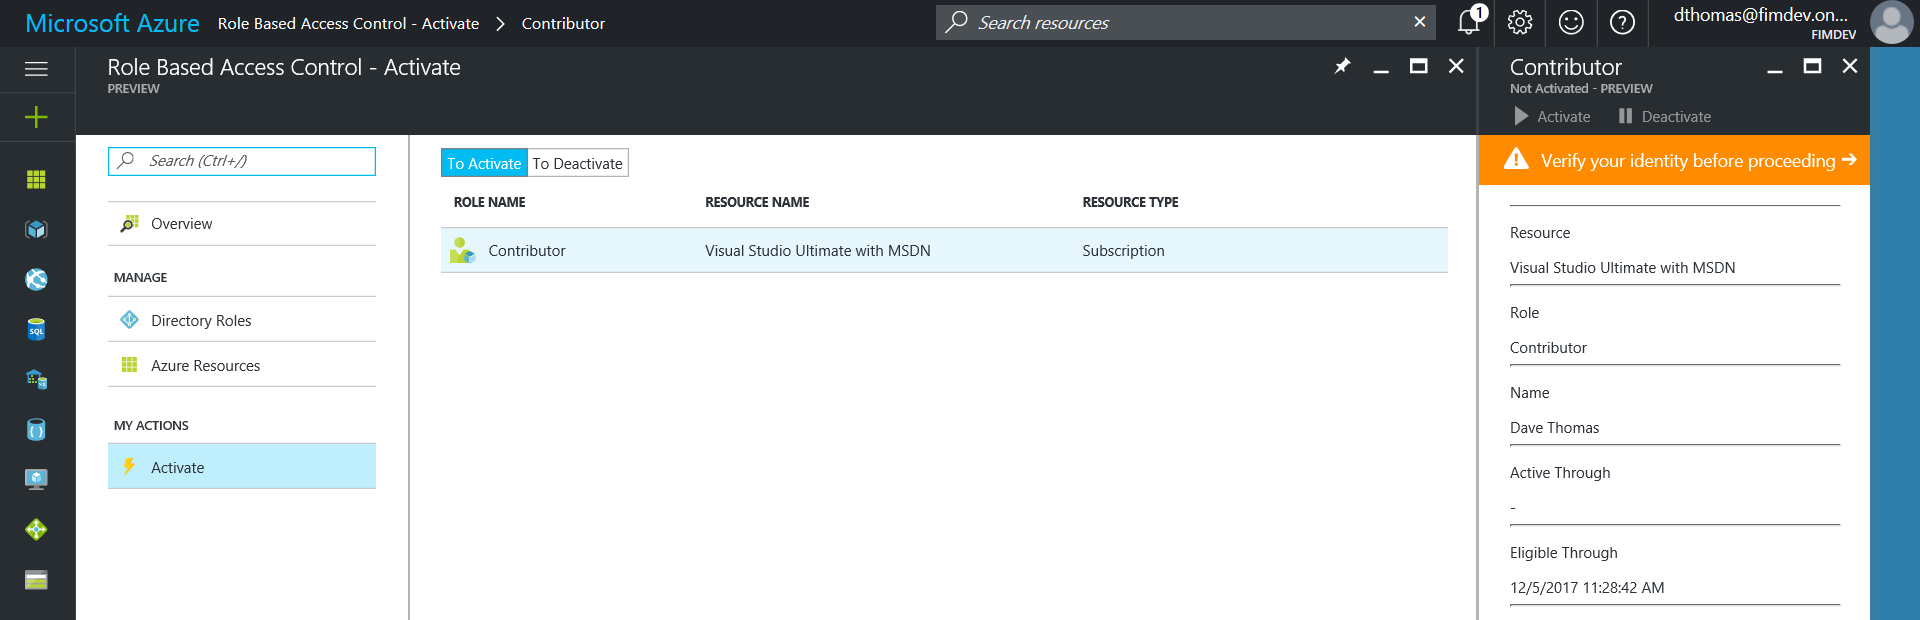 Microsoft Azure Role Based Access Control - Activate > Contributor
Search resources
1
dthomas@fimdev.on...
FIMDEV
Role Based Access Control - Activate
PREVIEW
Search (Ctrl+/)
Overview
MANAGE
Directory Roles
Azure Resources
MY ACTIONS
Activate
To Activate To Deactivate
ROLE NAME RESOURCE NAME RESOURCE TYPE
Contributor Visual Studio Ultimate with MSDN Subscription
Contributor
Not Activated - PREVIEW
Activate Deactivate
Verify your identity before proceeding
Resource
Visual Studio Ultimate with MSDN
Role
Contributor
Name
Dave Thomas
Active Through
-
Eligible Through
12/5/2017 11:28:42 AM
SQL